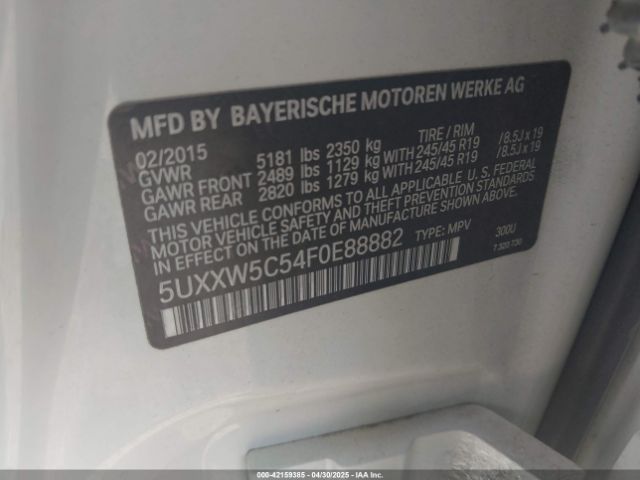 MFD BY BAYERISCHE MOTOREN WERKE AG
02/2015 TIRE / RIM
GVWR 5181 lbs 2350 kg
GAWR FRONT 2489 lbs 1129 kg WITH 245/45 R19 /8.5J x 19
GAWR REAR 2820 lbs 1279 kg WITH 245/45 R19 /8.5J x 19
THIS VEHICLE CONFORMS TO ALL APPLICABLE U.S. FEDERAL
MOTOR VEHICLE SAFETY AND THEFT PREVENTION STANDARDS
IN EFFECT ON THE DATE OF MANUFACTURE SHOWN ABOVE.
5UXXW5C54F0E88882 TYPE: MPV 300U
7 320 730
000-42159385 - 04/30/2025 - IAA Inc.